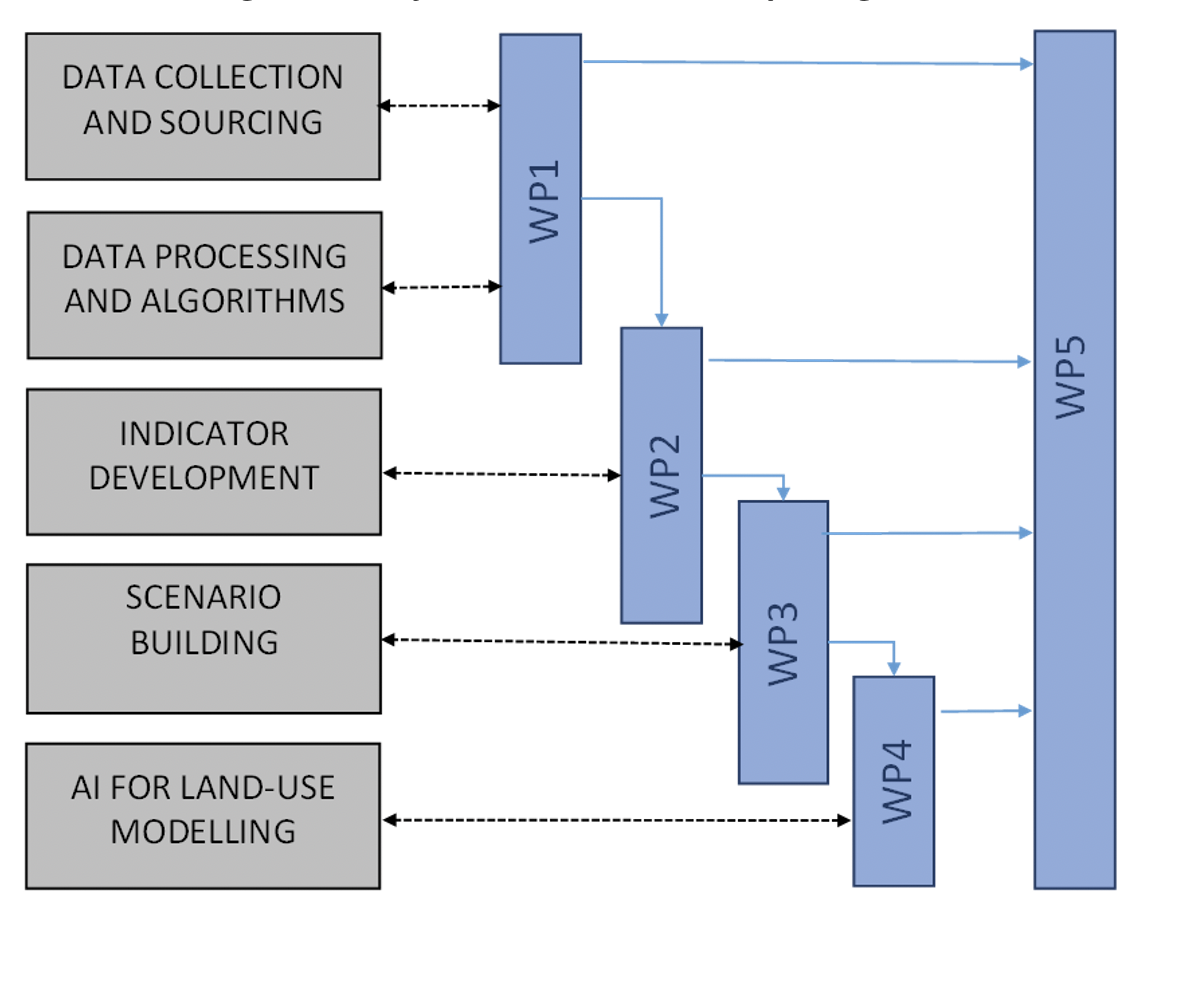 DATA COLLECTION
AND SOURCING
DATA PROCESSING
AND ALGORITHMS
INDICATOR
DEVELOPMENT
SCENARIO
BUILDING
AI FOR LAND-USE
MODELLING
WP1
WP2
WP3
WP4
WP5